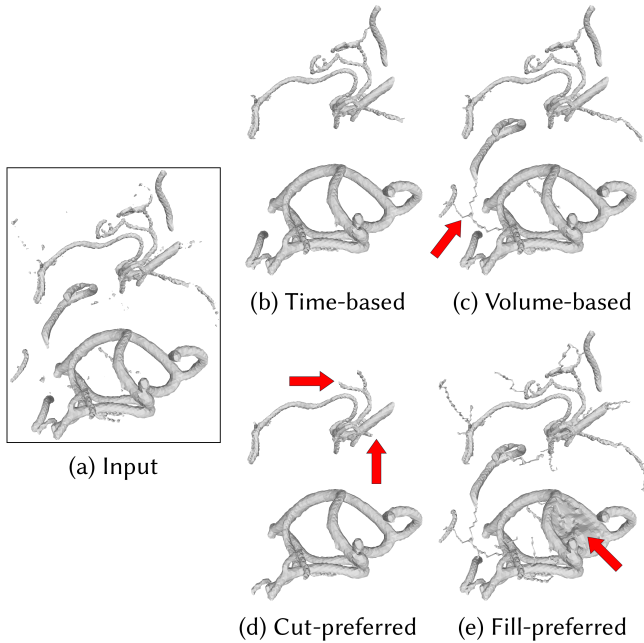 (b) Time-based
(c) Volume-based
(a) Input
(d) Cut-preferred
(e) Fill-preferred